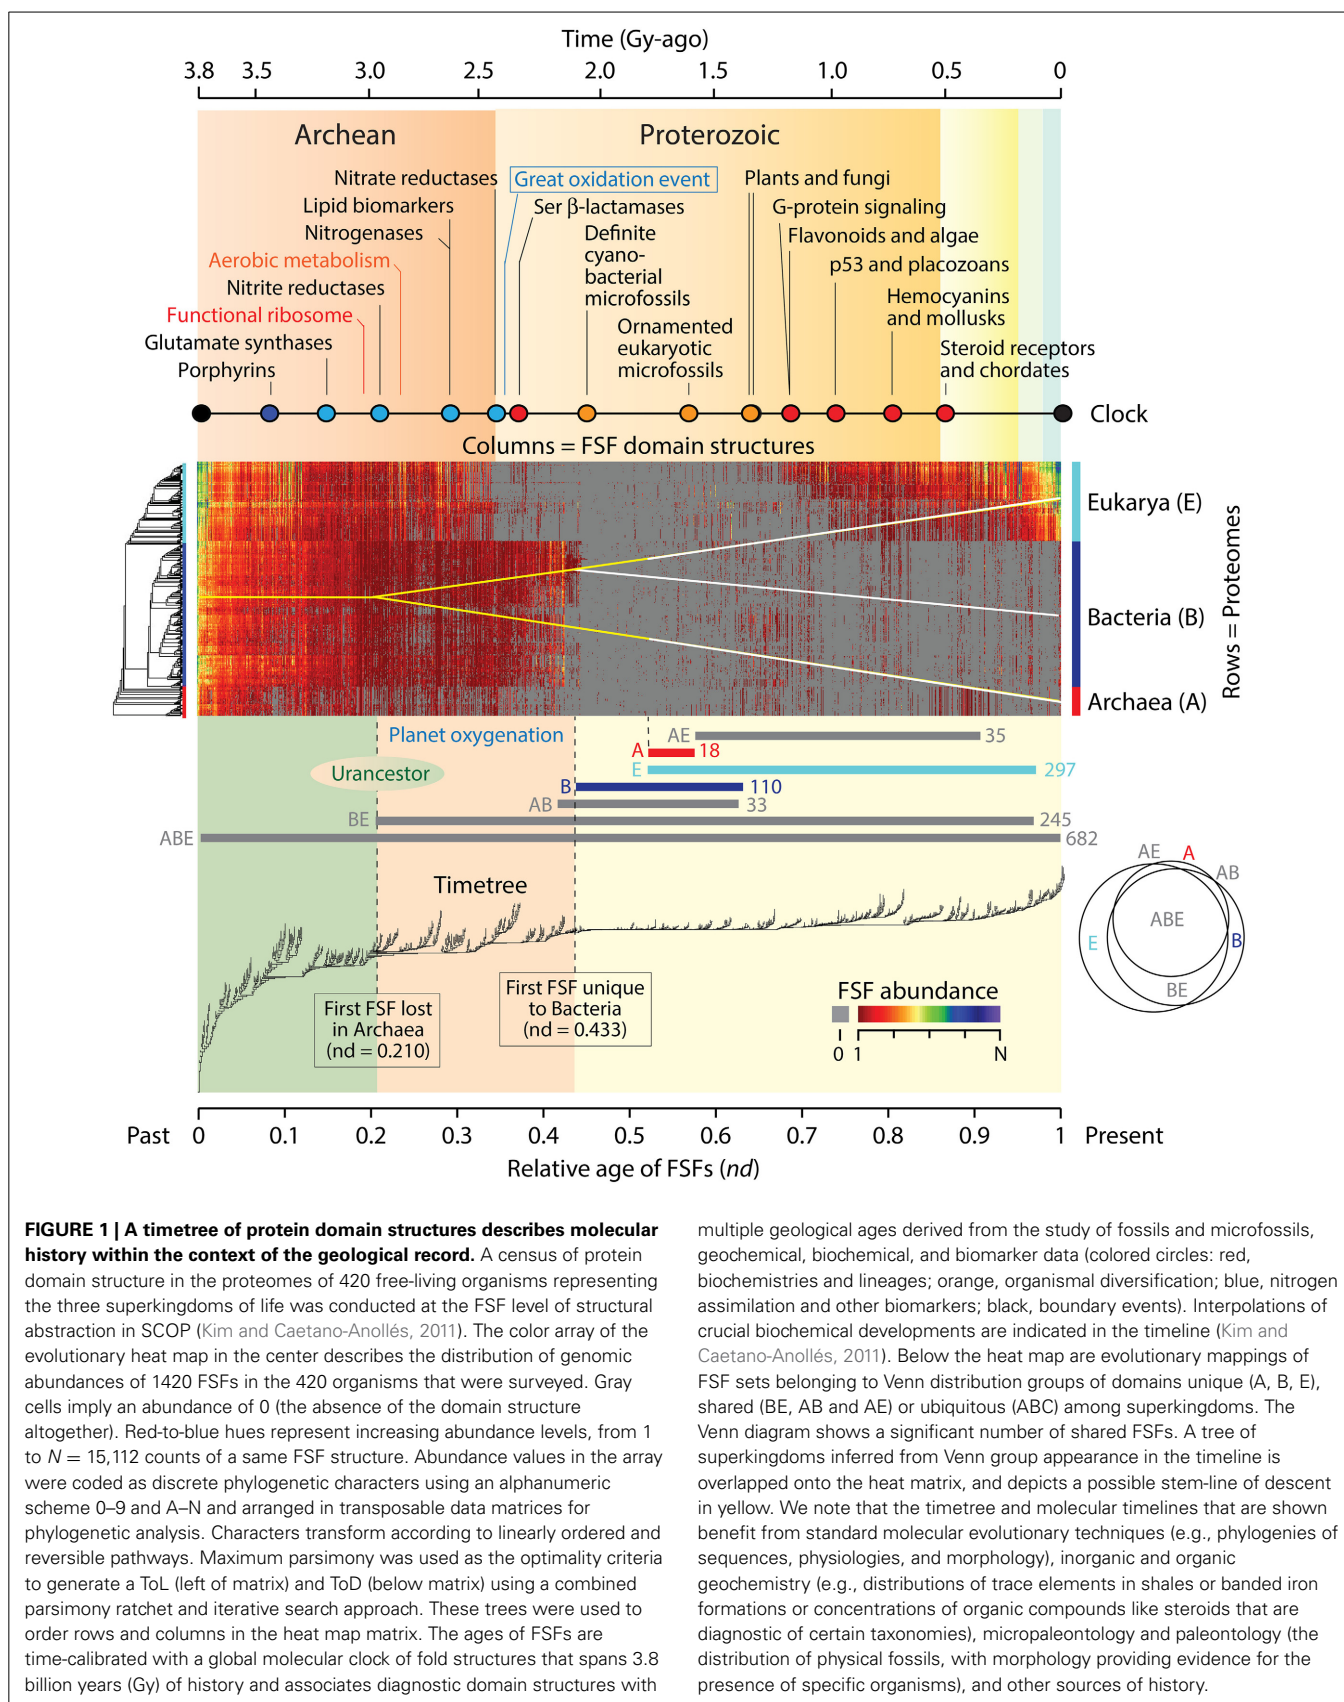 Time (Gy-ago)
3.8 3.5 3.0 2.5 2.0 1.5 1.0 0.5 0
Archean Proterozoic
Nitrate reductases Great oxidation event Plants and fungi
Lipid biomarkers Ser β-lactamases G-protein signaling
Nitrogenases Definite Flavonoids and algae
cyano-
Aerobic metabolism bacterial p53 and placozoans
Nitrite reductases microfossils Hemocyanins
Functional ribosome Ornamented and mollusks
Glutamate synthases eukaryotic Steroid receptors
Porphyrins microfossils and chordates
Clock
Columns = FSF domain structures
Eukarya (E)
Bacteria (B)
Archaea (A)
Rows = Proteomes
Planet oxygenation AE 35
A 18
Urancestor E 297
B 110
AB 33
BE 245
ABE 682
AE A AB
Timetree
ABE
E B
BE
First FSF lost
in Archaea
(nd = 0.210)
First FSF unique
to Bacteria
(nd = 0.433)
FSF abundance
0 1 N
Past 0 0.1 0.2 0.3 0.4 0.5 0.6 0.7 0.8 0.9 1 Present
Relative age of FSFs (nd)
FIGURE 1 | A timetree of protein domain structures describes molecular
history within the context of the geological record. A census of protein
domain structure in the proteomes of 420 free-living organisms representing
the three superkingdoms of life was conducted at the FSF level of structural
abstraction in SCOP (Kim and Caetano-Anollés, 2011). The color array of the
evolutionary heat map in the center describes the distribution of genomic
abundances of 1420 FSFs in the 420 organisms that were surveyed. Gray
cells imply an abundance of 0 (the absence of the domain structure
altogether). Red-to-blue hues represent increasing abundance levels, from 1
to N = 15,112 counts of a same FSF structure. Abundance values in the array
were coded as discrete phylogenetic characters using an alphanumeric
scheme 0–9 and A–N and arranged in transposable data matrices for
phylogenetic analysis. Characters transform according to linearly ordered and
reversible pathways. Maximum parsimony was used as the optimality criteria
to generate a ToL (left of matrix) and ToD (below matrix) using a combined
parsimony ratchet and iterative search approach. These trees were used to
order rows and columns in the heat map matrix. The ages of FSFs are
time-calibrated with a global molecular clock of fold structures that spans 3.8
billion years (Gy) of history and associates diagnostic domain structures with
multiple geological ages derived from the study of fossils and microfossils,
geochemical, biochemical, and biomarker data (colored circles: red,
biochemistries and lineages; orange, organismal diversification; blue, nitrogen
assimilation and other biomarkers; black, boundary events). Interpolations of
crucial biochemical developments are indicated in the timeline (Kim and
Caetano-Anollés, 2011). Below the heat map are evolutionary mappings of
FSF sets belonging to Venn distribution groups of domains unique (A, B, E),
shared (BE, AB and AE) or ubiquitous (ABC) among superkingdoms. The
Venn diagram shows a significant number of shared FSFs. A tree of
superkingdoms inferred from Venn group appearance in the timeline is
overlapped onto the heat matrix, and depicts a possible stem-line of descent
in yellow. We note that the timetree and molecular timelines that are shown
benefit from standard molecular evolutionary techniques (e.g., phylogenies of
sequences, physiologies, and morphology), inorganic and organic
geochemistry (e.g., distributions of trace elements in shales or banded iron
formations or concentrations of organic compounds like steroids that are
diagnostic of certain taxonomies), micropaleontology and paleontology (the
distribution of physical fossils, with morphology providing evidence for the
presence of specific organisms), and other sources of history.